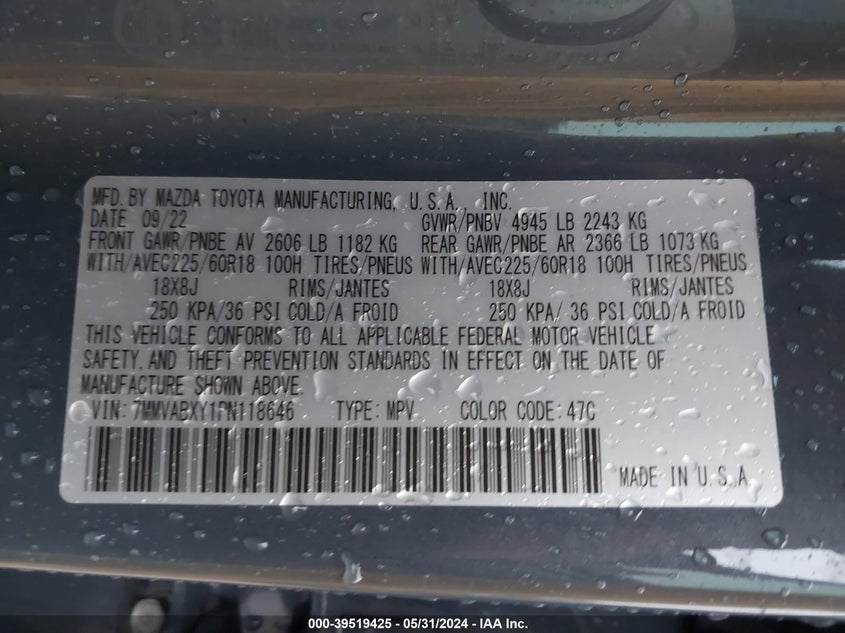 MFD. BY MAZDA TOYOTA MANUFACTURING, U.S.A., INC.
DATE 09/22 GVWR/PNBV 4945 LB 2243 KG
FRONT GAWR/PNBE AV 2606 LB 1182 KG REAR GAWR/PNBE AR 2366 LB 1073 KG
WITH/AVEC225/60R18 100H TIRES/PNEUS WITH/AVEC225/60R18 100H TIRES/PNEUS
18X8J RIMS/JANTES 18X8J RIMS/JANTES
250 KPA/36 PSI COLD/A FROID 250 KPA/ 36 PSI COLD/A FROID
THIS VEHICLE CONFORMS TO ALL APPLICABLE FEDERAL MOTOR VEHICLE
SAFETY, AND THEFT PREVENTION STANDARDS IN EFFECT ON THE DATE OF
MANUFACTURE SHOWN ABOVE.
VIN: 7MMVABXY1PN118646 TYPE: MPV COLOR CODE: 47C
MADE IN U.S.A
000-39519425 - 05/31/2024 - IAA Inc.